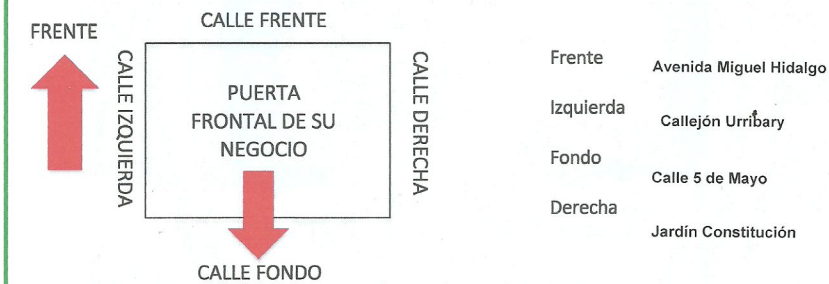 CALLE FRENTE
FRENTE
CALLE IZQUIERDA
PUERTA
FRONTAL DE SU
NEGOCIO
CALLE DERECHA
CALLE FONDO
Frente Avenida Miguel Hidalgo
Izquierda Callejón Urribary
Fondo Calle 5 de Mayo
Derecha Jardín Constitución